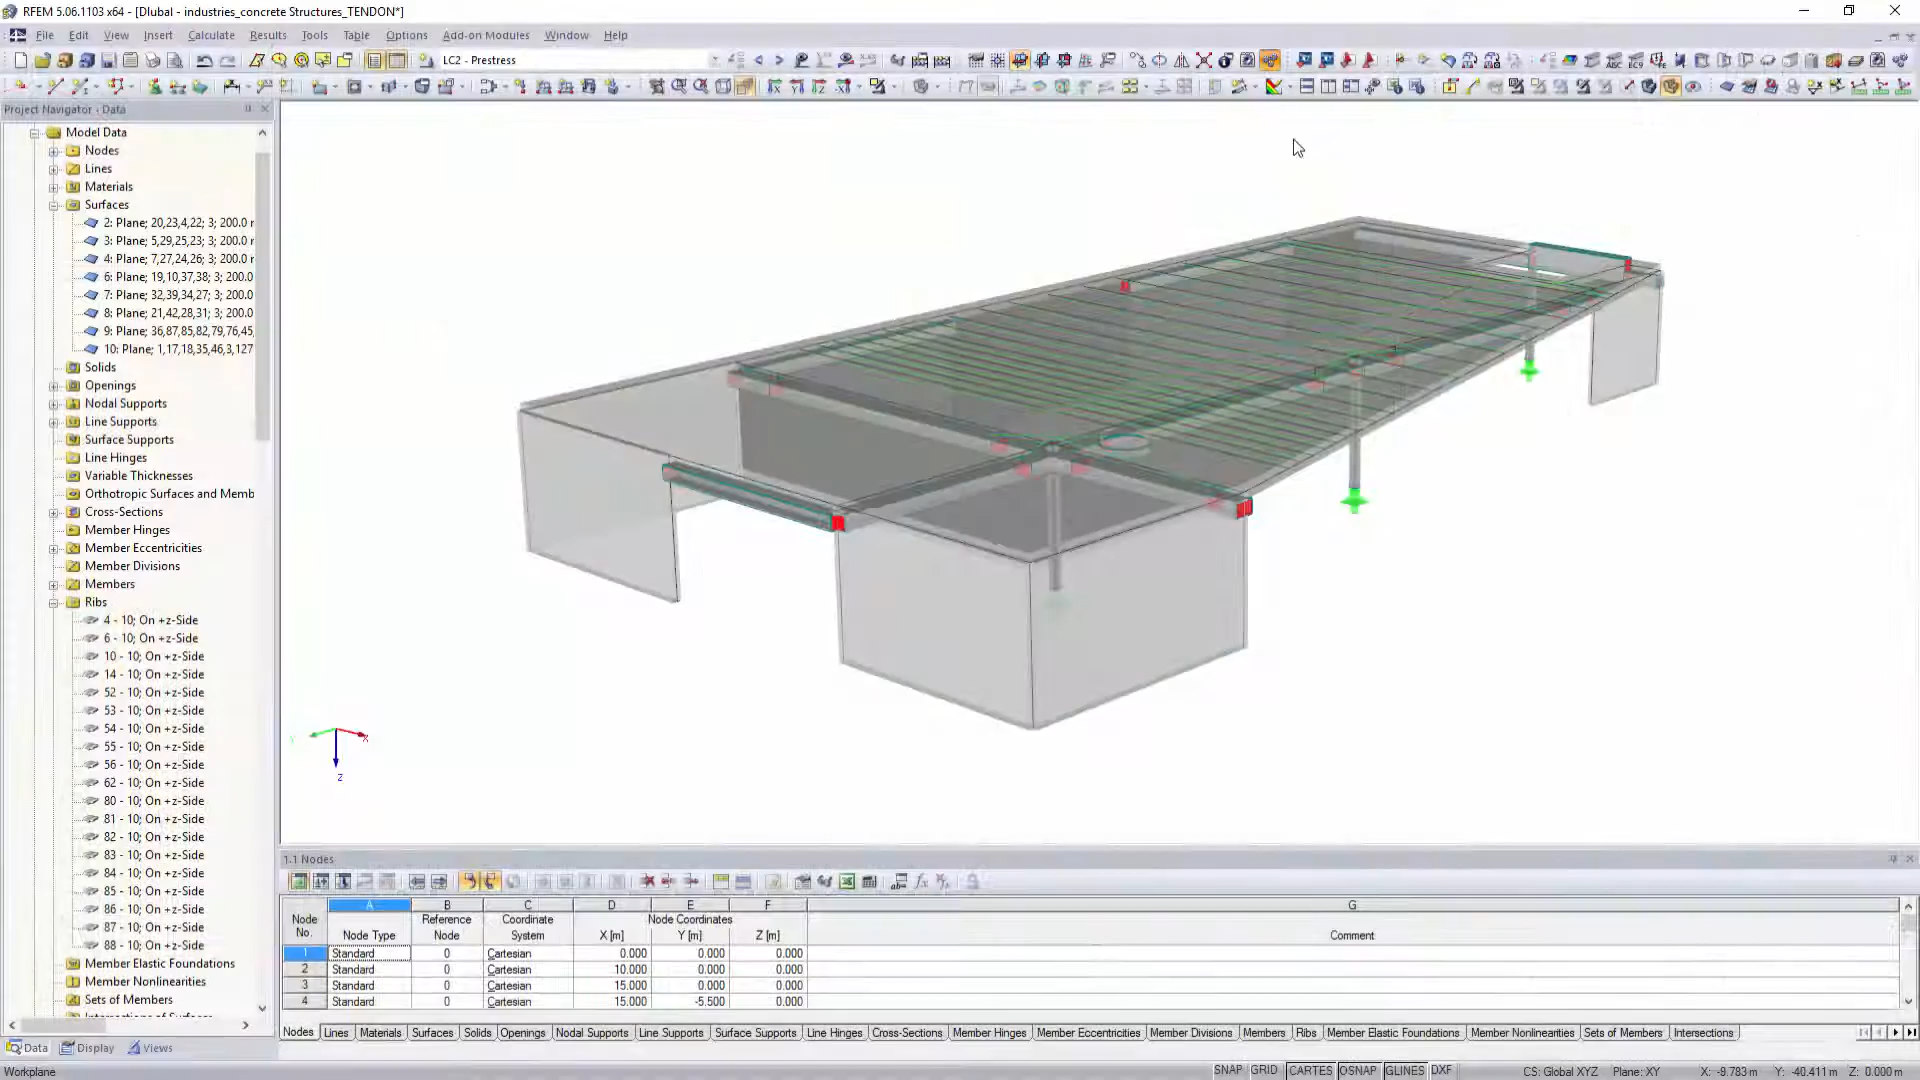 RFEM 5.06.1103 x64 - [Dlubal - industries_concrete Structures_TENDON*]
File Edit View Insert Calculate Results Tools Table Options Add-on Modules Window Help
LC2 - Prestress
Project Navigator - Data
Model Data
Nodes
Lines
Materials
Surfaces
2: Plane; 20,23,4,22; 3; 200.0 r
3: Plane; 5,29,25,23; 3; 200.0 r
4: Plane; 7,27,24,26; 3; 200.0 r
6: Plane; 19,10,37,38; 3; 200.0
7: Plane; 32,39,34,27; 3; 200.0
8: Plane; 21,42,28,31; 3; 200.0
9: Plane; 36,87,85,82,79,76,45,
10: Plane; 1,17,18,35,46,3,127
Solids
Openings
Nodal Supports
Line Supports
Surface Supports
Line Hinges
Variable Thicknesses
Orthotropic Surfaces and Memb
Cross-Sections
Member Hinges
Member Eccentricities
Member Divisions
Members
Ribs
4 - 10; On +z-Side
6 - 10; On +z-Side
10 - 10; On +z-Side
14 - 10; On +z-Side
52 - 10; On +z-Side
53 - 10; On +z-Side
54 - 10; On +z-Side
55 - 10; On +z-Side
56 - 10; On +z-Side
62 - 10; On +z-Side
80 - 10; On +z-Side
81 - 10; On +z-Side
82 - 10; On +z-Side
83 - 10; On +z-Side
84 - 10; On +z-Side
85 - 10; On +z-Side
86 - 10; On +z-Side
87 - 10; On +z-Side
88 - 10; On +z-Side
Member Elastic Foundations
Member Nonlinearities
Sets of Members
Data Display Views
Y X
Z
1.1 Nodes
A B C D E F G
Node Reference Coordinate Node Coordinates
No. Node Type Node System X [m] Y [m] Z [m] Comment
1 Standard 0 Cartesian 0.000 0.000 0.000
2 Standard 0 Cartesian 10.000 0.000 0.000
3 Standard 0 Cartesian 15.000 0.000 0.000
4 Standard 0 Cartesian 15.000 -5.500 0.000
Nodes Lines Materials Surfaces Solids Openings Nodal Supports Line Supports Surface Supports Line Hinges Cross-Sections Member Hinges Member Eccentricities Member Divisions Members Ribs Member Elastic Foundations Member Nonlinearities Sets of Members Intersections
Workplane SNAP GRID CARTES OSNAP GLINES DXF CS: Global XYZ Plane: XY X: -9.783 m Y: -40.411 m Z: 0.000 m